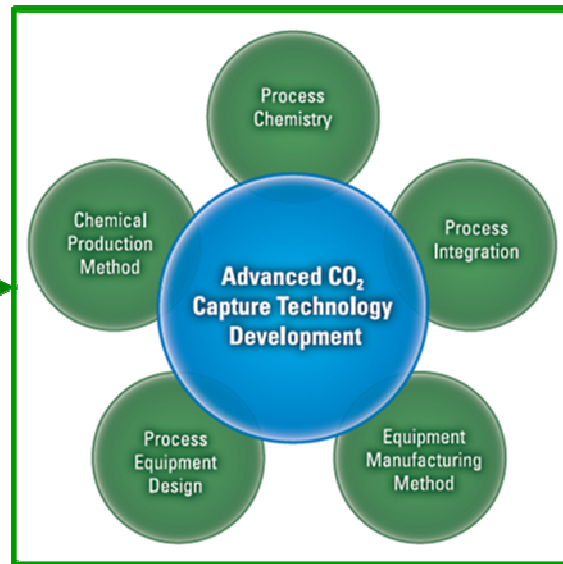 Process
Chemistry
Chemical
Production
Method
Process
Integration
Advanced CO₂
Capture Technology
Development
Process
Equipment
Design
Equipment
Manufacturing
Method